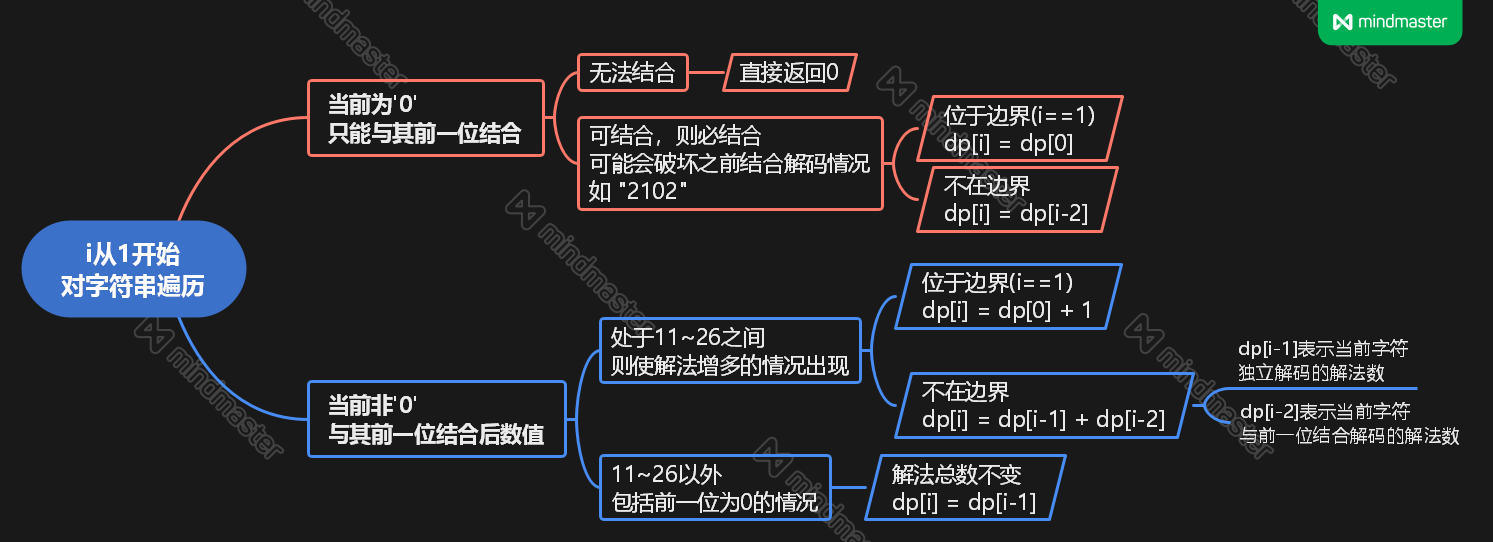 mindmaster
i从1开始
对字符串遍历
当前为'0'
只能与其前一位结合
无法结合
直接返回0
可结合，则必结合
可能会破坏之前结合解码情况
如 "2102"
位于边界(i==1)
dp[i] = dp[0]
不在边界
dp[i] = dp[i-2]
当前非'0'
与其前一位结合后数值
处于11~26之间
则使解法增多的情况出现
位于边界(i==1)
dp[i] = dp[0] + 1
不在边界
dp[i] = dp[i-1] + dp[i-2]
dp[i-1]表示当前字符
独立解码的解法数
dp[i-2]表示当前字符
与前一位结合解码的解法数
11~26以外
包括前一位为0的情况
解法总数不变
dp[i] = dp[i-1]
mindmaster
mindmaster
mindmaster
mindmaster
mindmaster
mindmaster
mindmaster